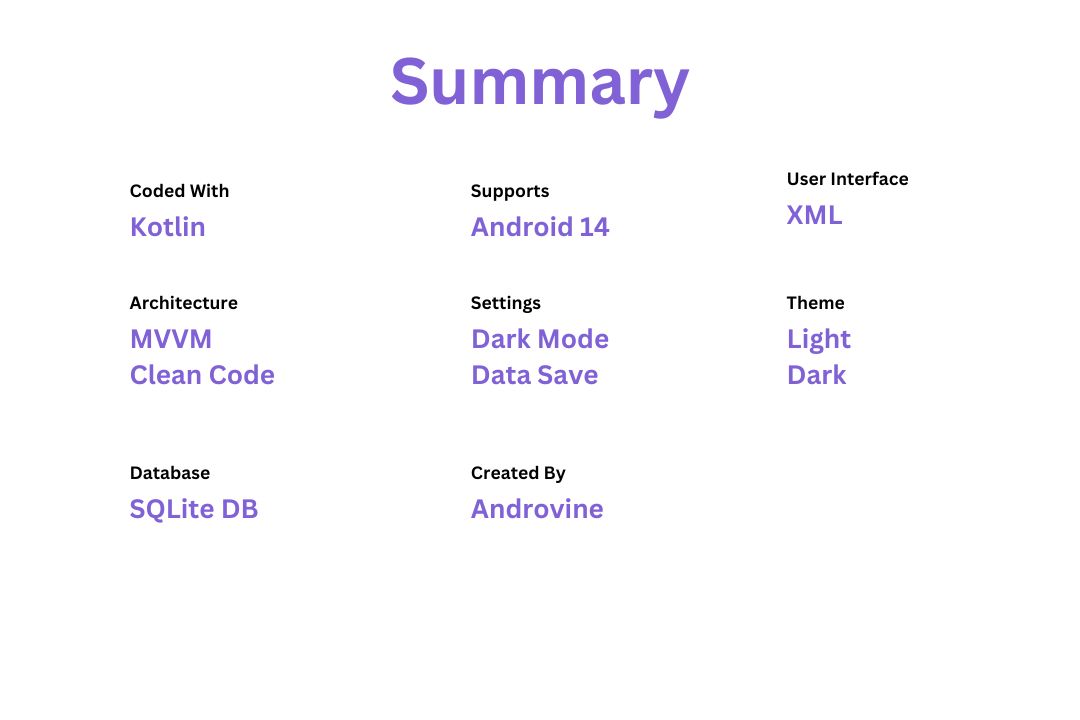 Summary
Coded With
Kotlin
Supports
Android 14
User Interface
XML
Architecture
MVVM
Clean Code
Settings
Dark Mode
Data Save
Theme
Light
Dark
Database
SQLite DB
Created By
Androvine